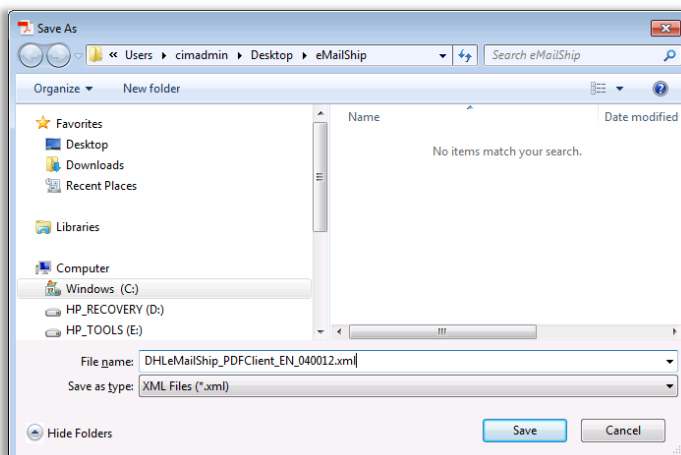 Save As
« Users ▸ cimadmin ▸ Desktop ▸ eMailShip
Search eMailShip
Organize
New folder
Favorites
Desktop
Downloads
Recent Places
Libraries
Computer
Windows (C:)
HP_RECOVERY (D:)
HP_TOOLS (E:)
Name
Date modified
No items match your search.
File name: DHLeMailShip_PDFClient_EN_040012.xml
Save as type: XML Files (*.xml)
Hide Folders
Save
Cancel